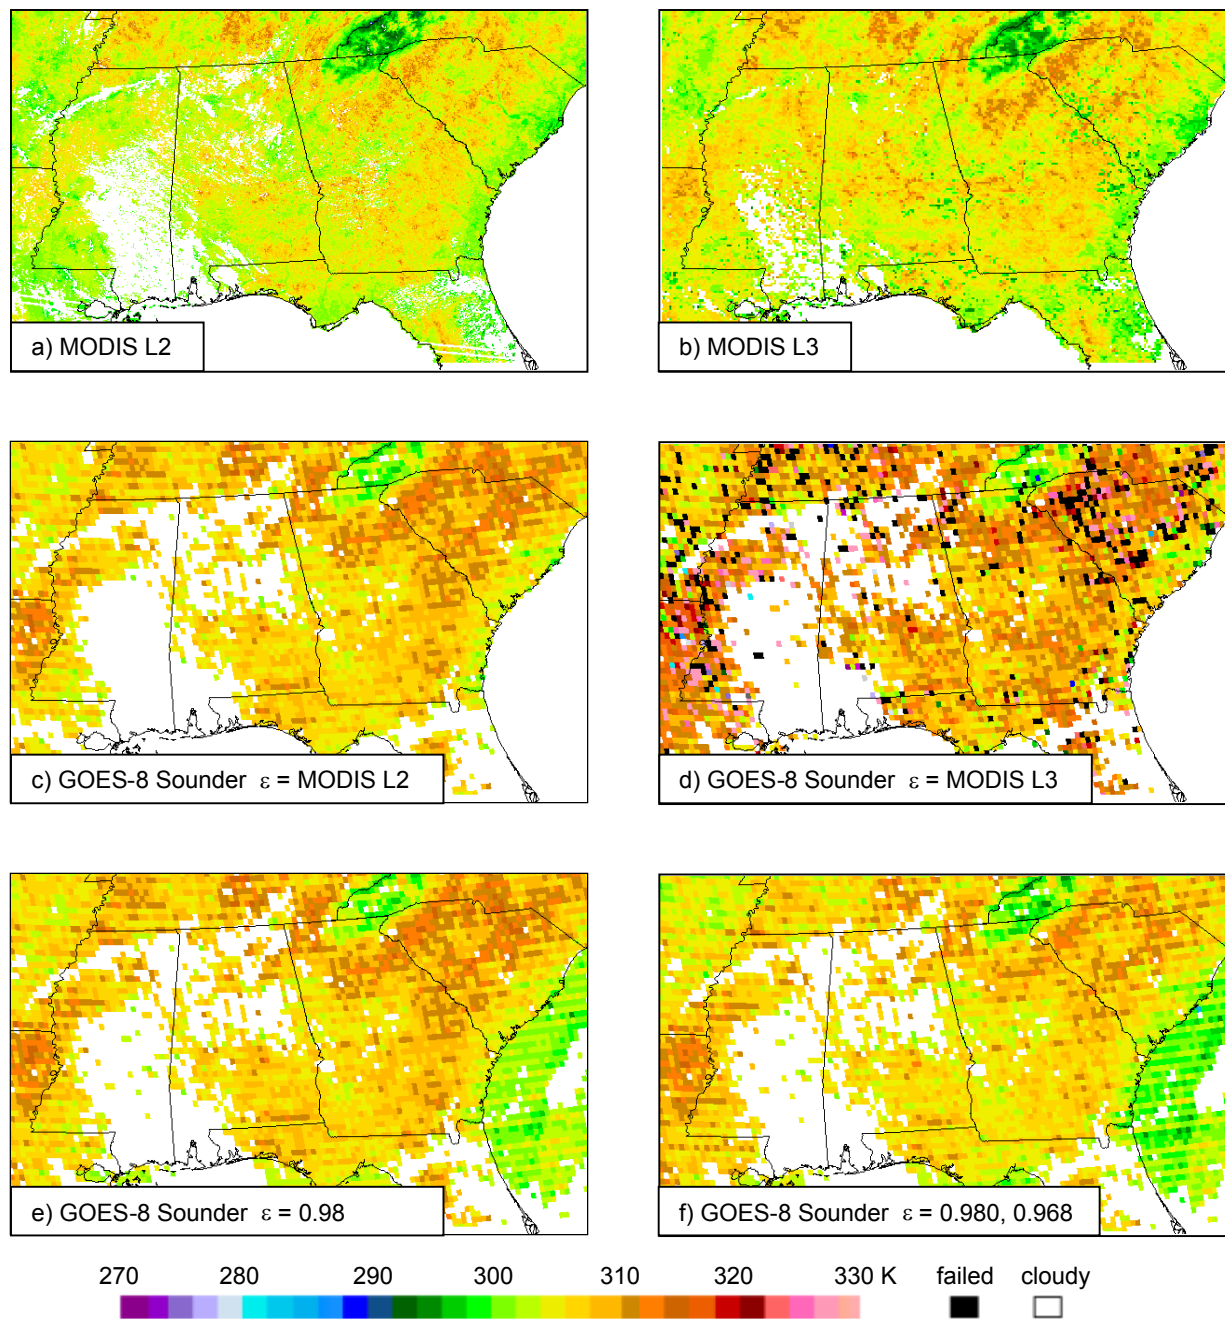 a) MODIS L2
b) MODIS L3
c) GOES-8 Sounder ε = MODIS L2
d) GOES-8 Sounder ε = MODIS L3
e) GOES-8 Sounder ε = 0.98
f) GOES-8 Sounder ε = 0.980, 0.968
270 280 290 300 310 320 330 K failed cloudy